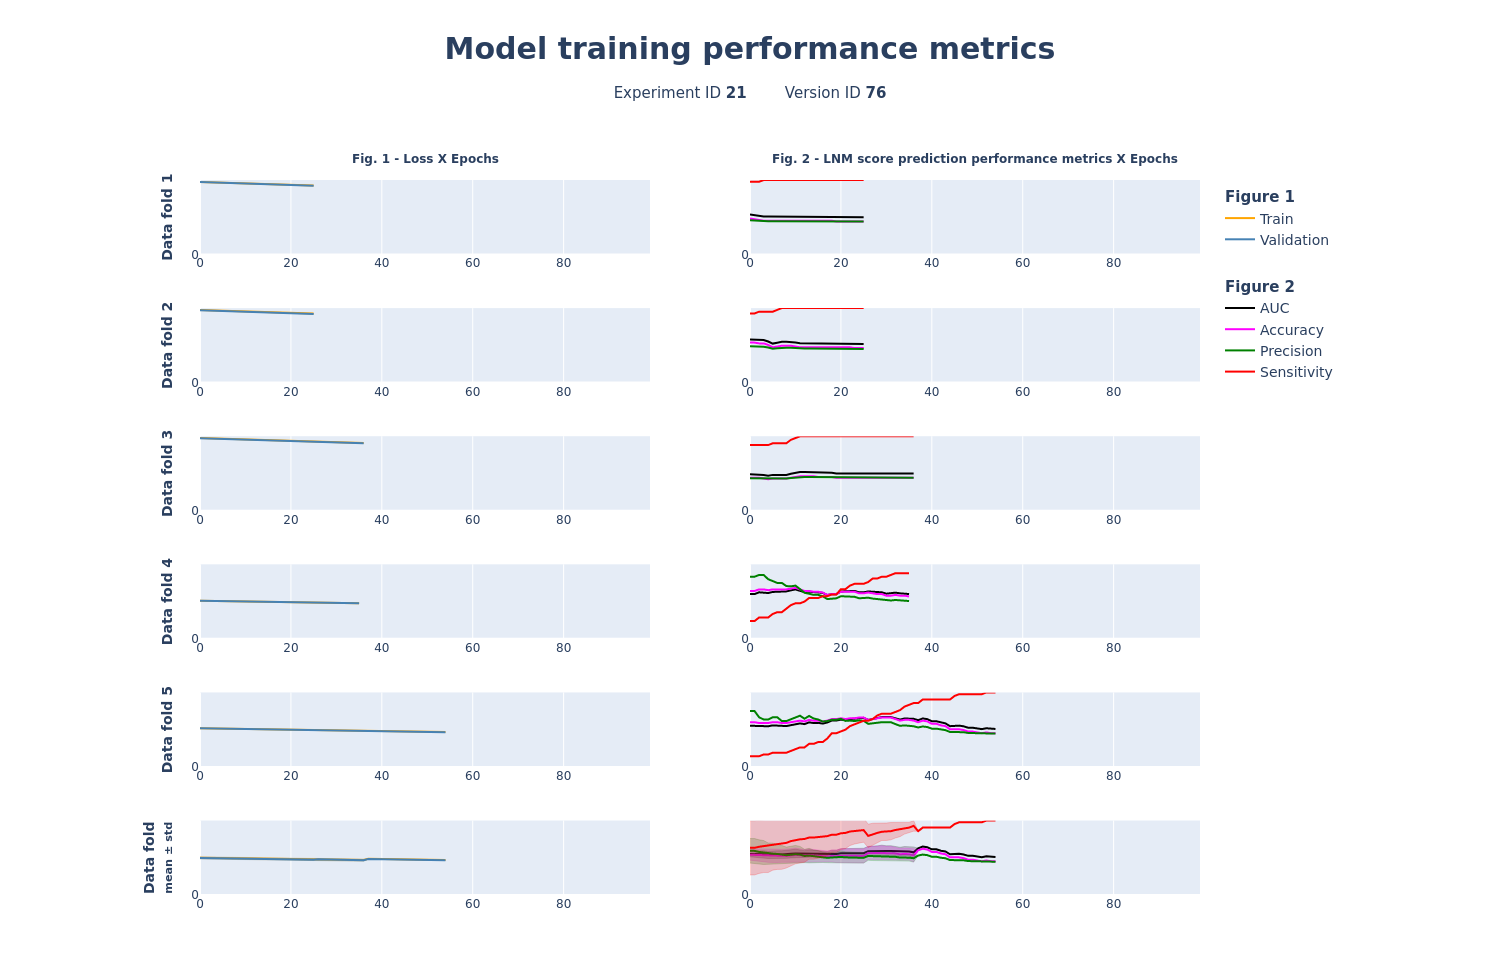 Model training performance metrics
Experiment ID 21 Version ID 76
Fig. 1 - Loss X Epochs
Fig. 2 - LNM score prediction performance metrics X Epochs
Data fold 1
0
0 20 40 60 80
0
0 20 40 60 80
Figure 1
Train
Validation
Figure 2
AUC
Accuracy
Precision
Sensitivity
Data fold 2
0
0 20 40 60 80
0
0 20 40 60 80
Data fold 3
0
0 20 40 60 80
0
0 20 40 60 80
Data fold 4
0
0 20 40 60 80
0
0 20 40 60 80
Data fold 5
0
0 20 40 60 80
0
0 20 40 60 80
Data fold
mean ± std
0
0 20 40 60 80
0
0 20 40 60 80